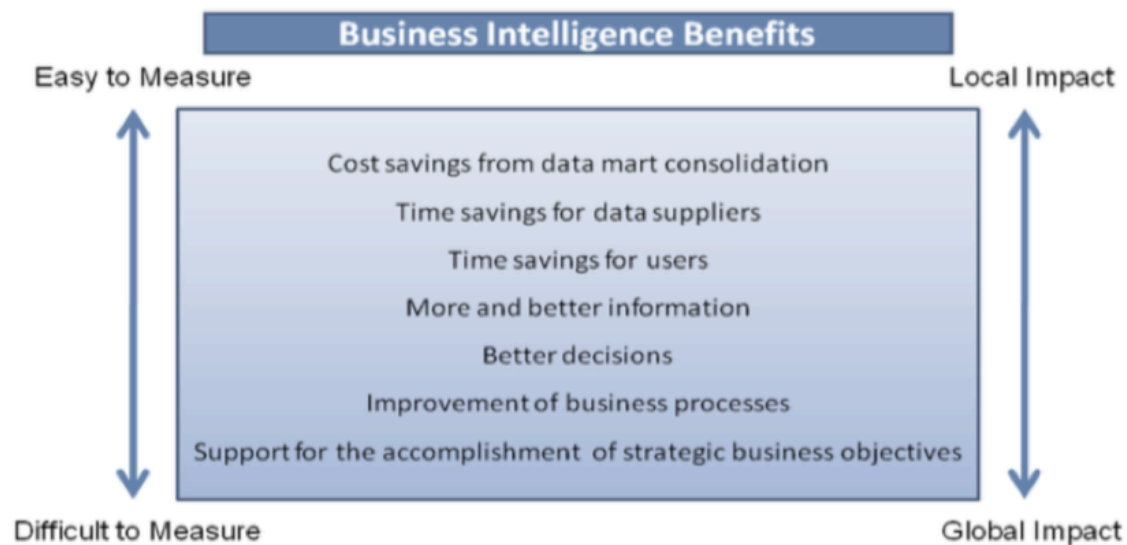 Business Intelligence Benefits
Easy to Measure
Local Impact
Cost savings from data mart consolidation
Time savings for data suppliers
Time savings for users
More and better information
Better decisions
Improvement of business processes
Support for the accomplishment of strategic business objectives
Difficult to Measure
Global Impact